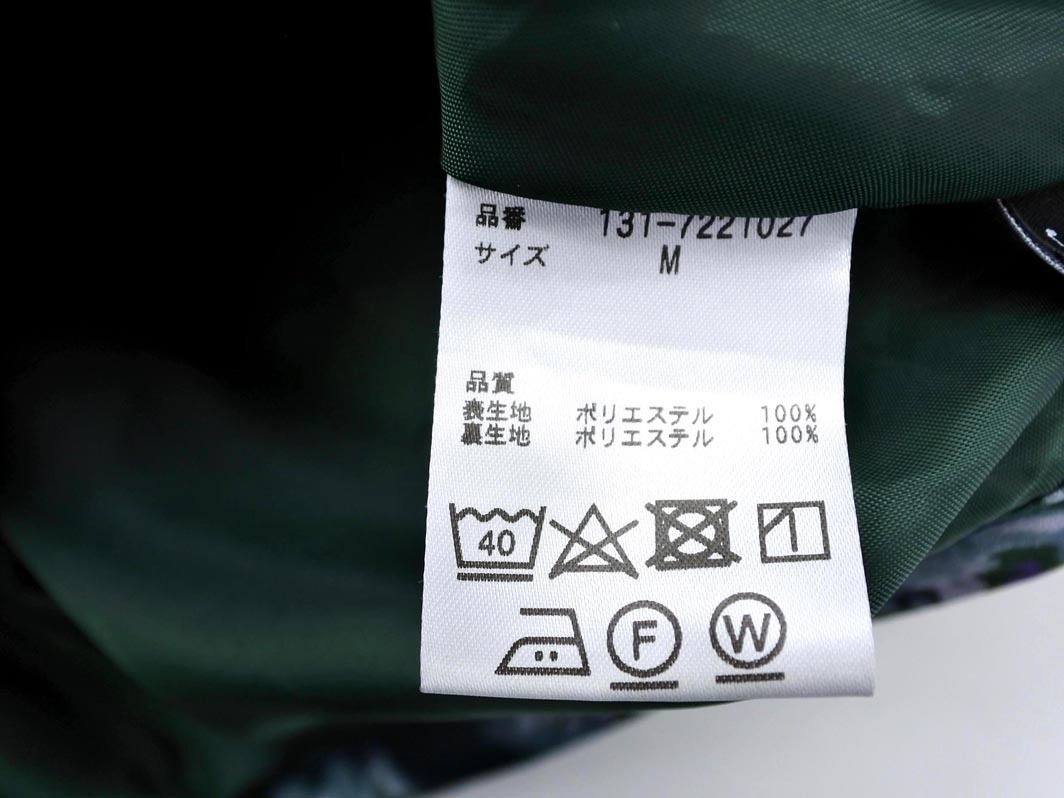 品番 131-7221027
サイズ M
品質
表生地 ポリエステル 100%
裏生地 ポリエステル 100%
40
F W